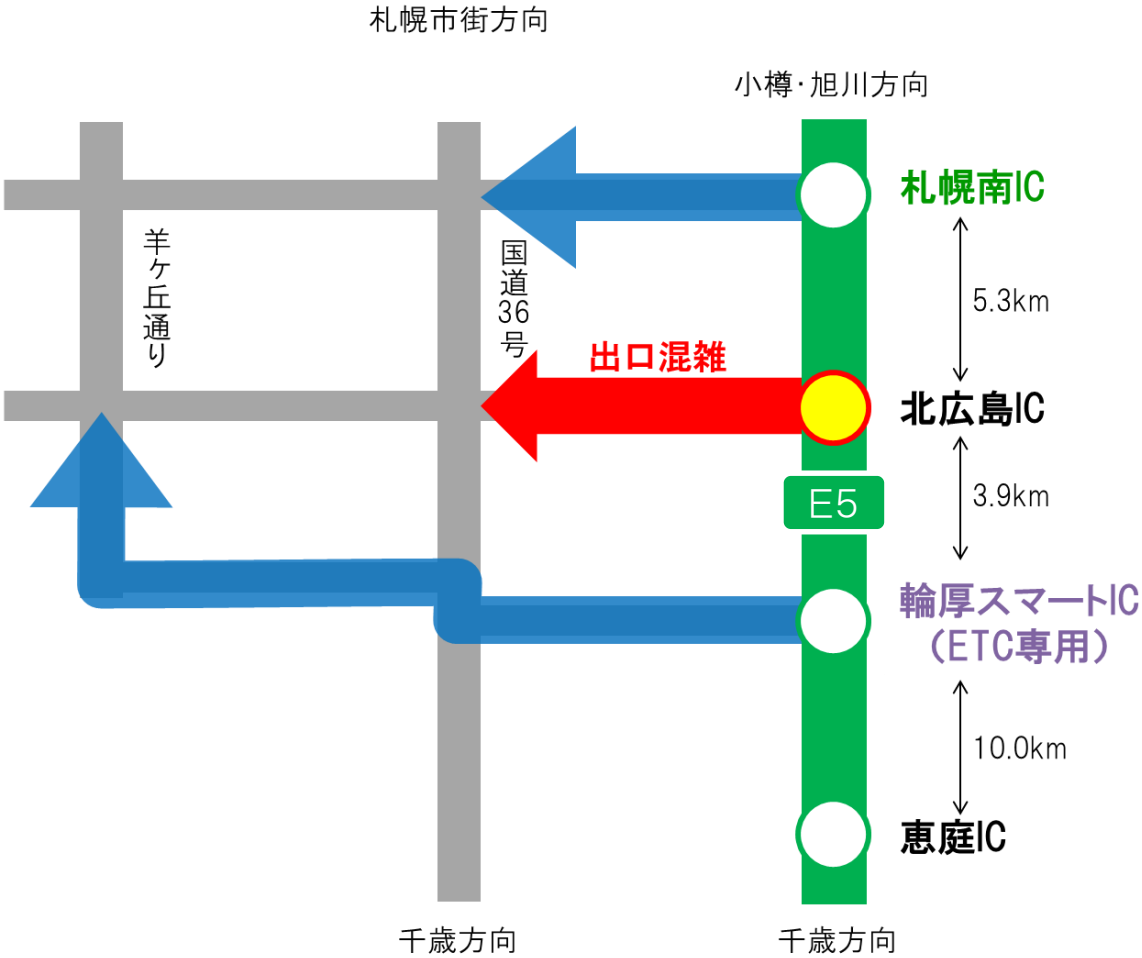 札幌市街方向
小樽・旭川方向
札幌南IC
羊ヶ丘通り
国道36号
5.3km
出口混雑
北広島IC
E5
3.9km
輪厚スマートIC
（ETC専用）
10.0km
恵庭IC
千歳方向
千歳方向